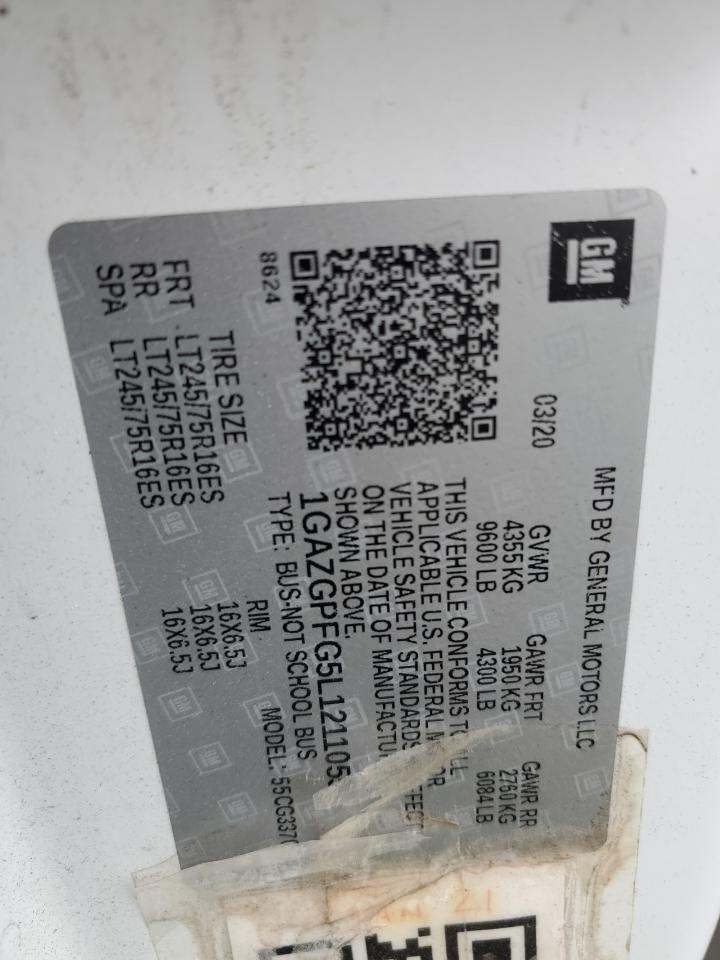 GM
MFD BY GENERAL MOTORS LLC
03/20
GVWR GAWR FRT GAWR RR
4355 KG 1950 KG 2760 KG
9600 LB 4300 LB 6084 LB
THIS VEHICLE CONFORMS TO ALL
APPLICABLE U.S. FEDERAL
VEHICLE SAFETY STANDARDS
ON THE DATE OF
SHOWN ABOVE.
1GAZGPFG5L121105
8624
TYPE: BUS-NOT SCHOOL BUS MODEL:
TIRE SIZE RIM
FRT LT245/75R16ES 16X6.5J
RR LT245/75R16ES 16X6.5J
SPA LT245/75R16ES 16X6.5J